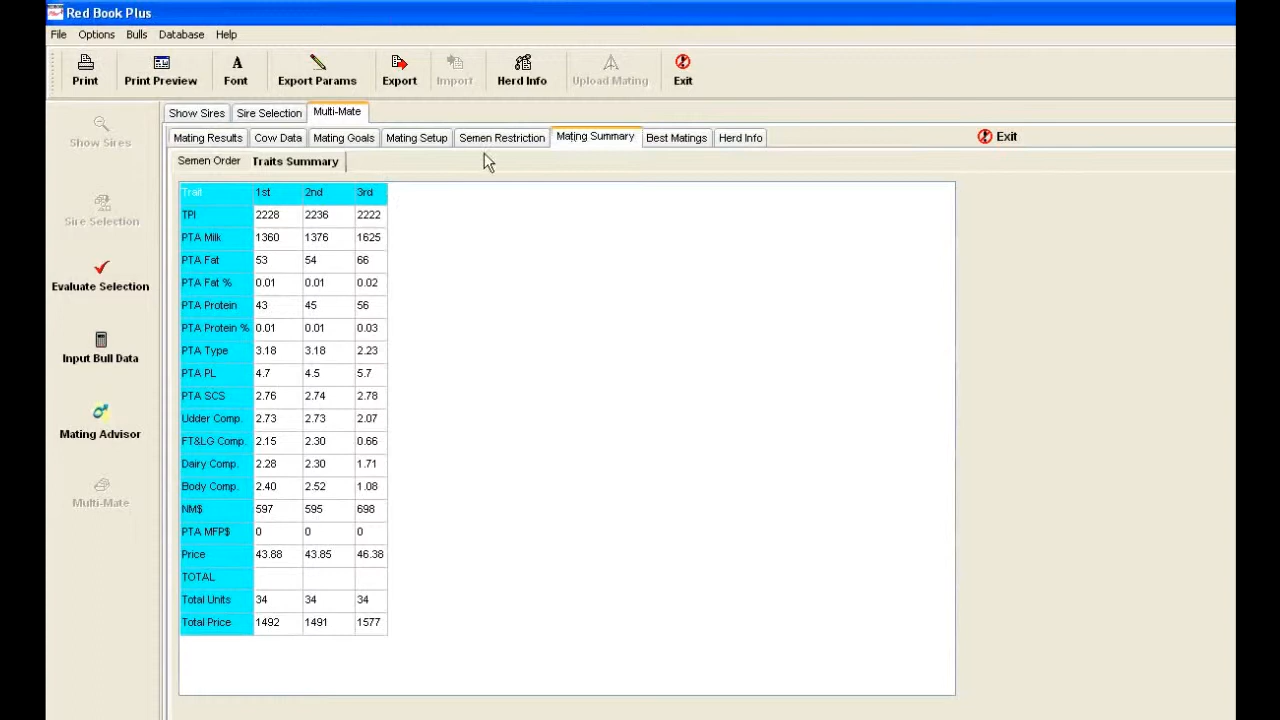 Red Book Plus
File Options Bulls Database Help
Print Print Preview Font Export Params Export Import Herd Info Upload Mating Exit
Show Sires Sire Selection Multi-Mate
Mating Results Cow Data Mating Goals Mating Setup Semen Restriction Mating Summary Best Matings Herd Info Exit
Semen Order Traits Summary
Show Sires
Sire Selection
Evaluate Selection
Input Bull Data
Mating Advisor
Multi-Mate
Trait 1st 2nd 3rd
TPI 2228 2236 2222
PTA Milk 1360 1376 1625
PTA Fat 53 54 66
PTA Fat % 0.01 0.01 0.02
PTA Protein 43 45 56
PTA Protein % 0.01 0.01 0.03
PTA Type 3.18 3.18 2.23
PTA PL 4.7 4.5 5.7
PTA SCS 2.76 2.74 2.78
Udder Comp. 2.73 2.73 2.07
FT&LG Comp. 2.15 2.30 0.66
Dairy Comp. 2.28 2.30 1.71
Body Comp. 2.40 2.52 1.08
NM$ 597 595 698
PTA MFP$ 0 0 0
Price 43.88 43.85 46.38
TOTAL
Total Units 34 34 34
Total Price 1492 1491 1577